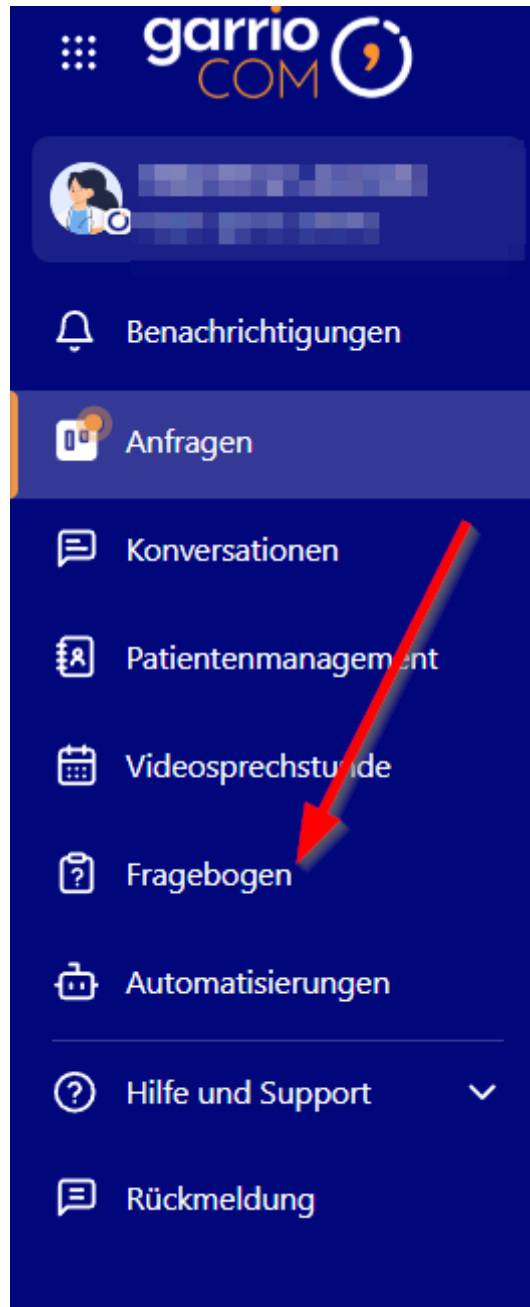 garrio
COM
Benachrichtigungen
Anfragen
Konversationen
Patientenmanagement
Videosprechstunde
Fragebogen
Automatisierungen
Hilfe und Support
Rückmeldung